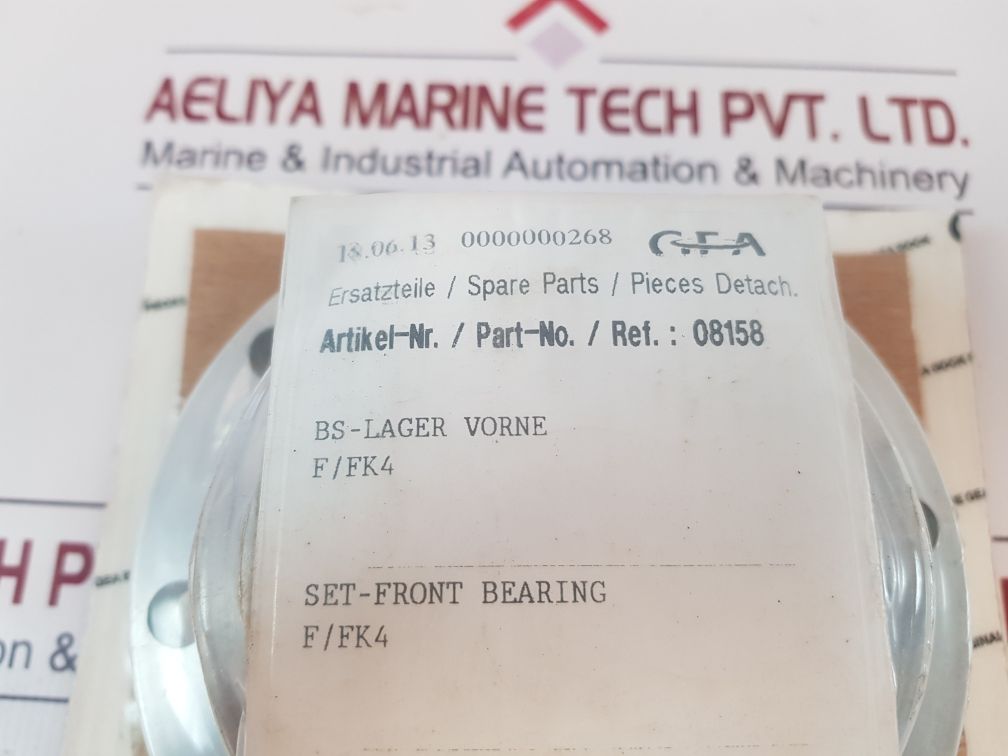 AELIYA MARINE TECH PVT. LTD.
Marine & Industrial Automation & Machinery
18.06.13 0000000268
Ersatzteile / Spare Parts / Pieces Detach.
Artikel-Nr. / Part-No. / Ref. : 08158
BS-LAGER VORNE
F/FK4
SET-FRONT BEARING
F/FK4
H P
on &